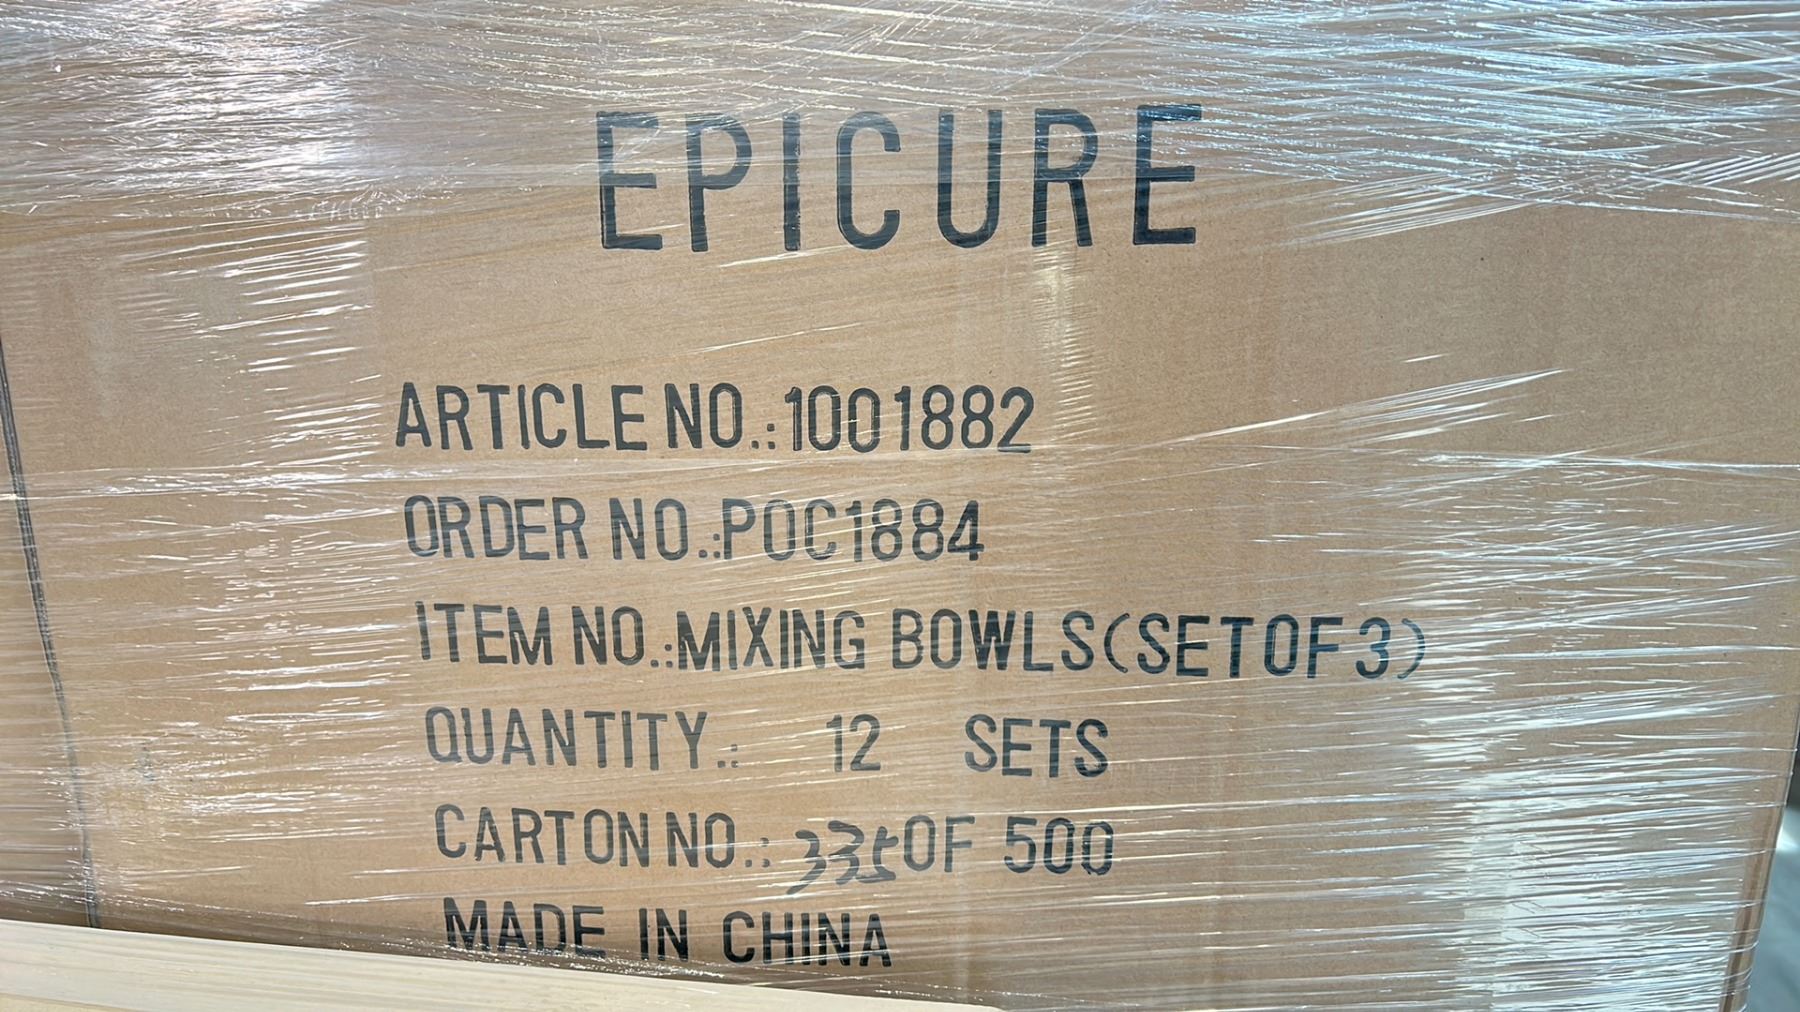 EPICURE
ARTICLE NO.:1001882
ORDER NO.:POC1884
ITEM NO.:MIXING BOWLS(SET OF 3)
QUANTITY.: 12 SETS
CARTON NO.: 335 OF 500
MADE IN CHINA